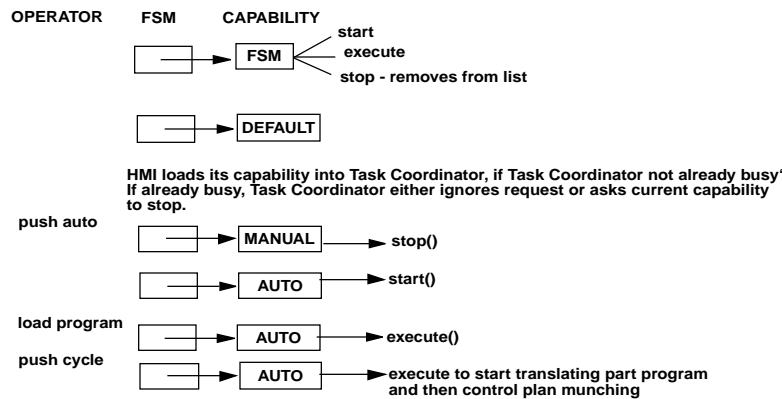 OPERATOR FSM CAPABILITY
start
FSM execute
stop - removes from list
DEFAULT
HMI loads its capability into Task Coordinator, if Task Coordinator not already busy‘
If already busy, Task Coordinator either ignores request or asks current capability
to stop.
push auto
MANUAL stop()
AUTO start()
load program
AUTO execute()
push cycle
AUTO execute to start translating part program
and then control plan munching